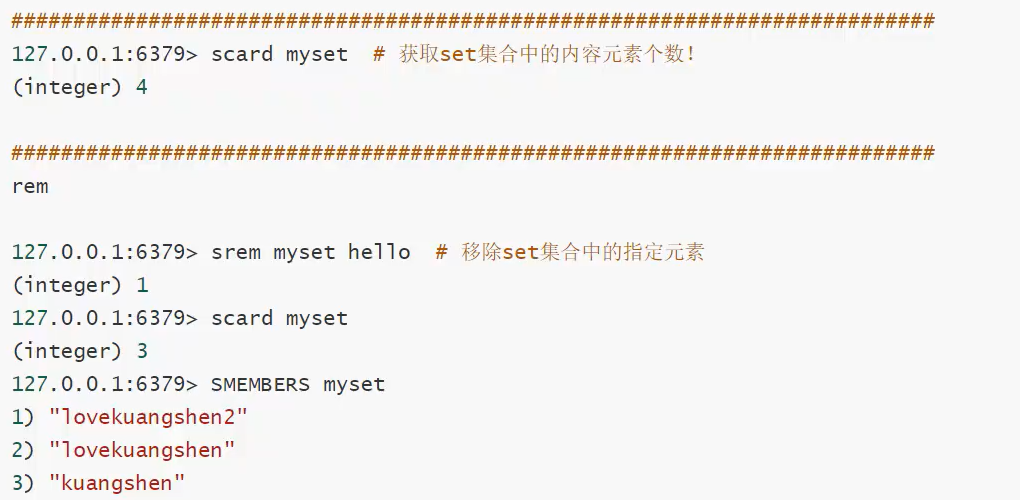 ##########################################################################
127.0.0.1:6379> scard myset  # 获取set集合中的内容元素个数！
(integer) 4
##########################################################################
rem
127.0.0.1:6379> srem myset hello  # 移除set集合中的指定元素
(integer) 1
127.0.0.1:6379> scard myset
(integer) 3
127.0.0.1:6379> SMEMBERS myset
1) "lovekuangshen2"
2) "lovekuangshen"
3) "kuangshen"